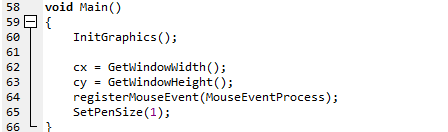 58 void Main()
59 {
60 InitGraphics();
61
62 cx = GetWindowWidth();
63 cy = GetWindowHeight();
64 registerMouseEvent(MouseEventProcess);
65 SetPenSize(1);
66 }